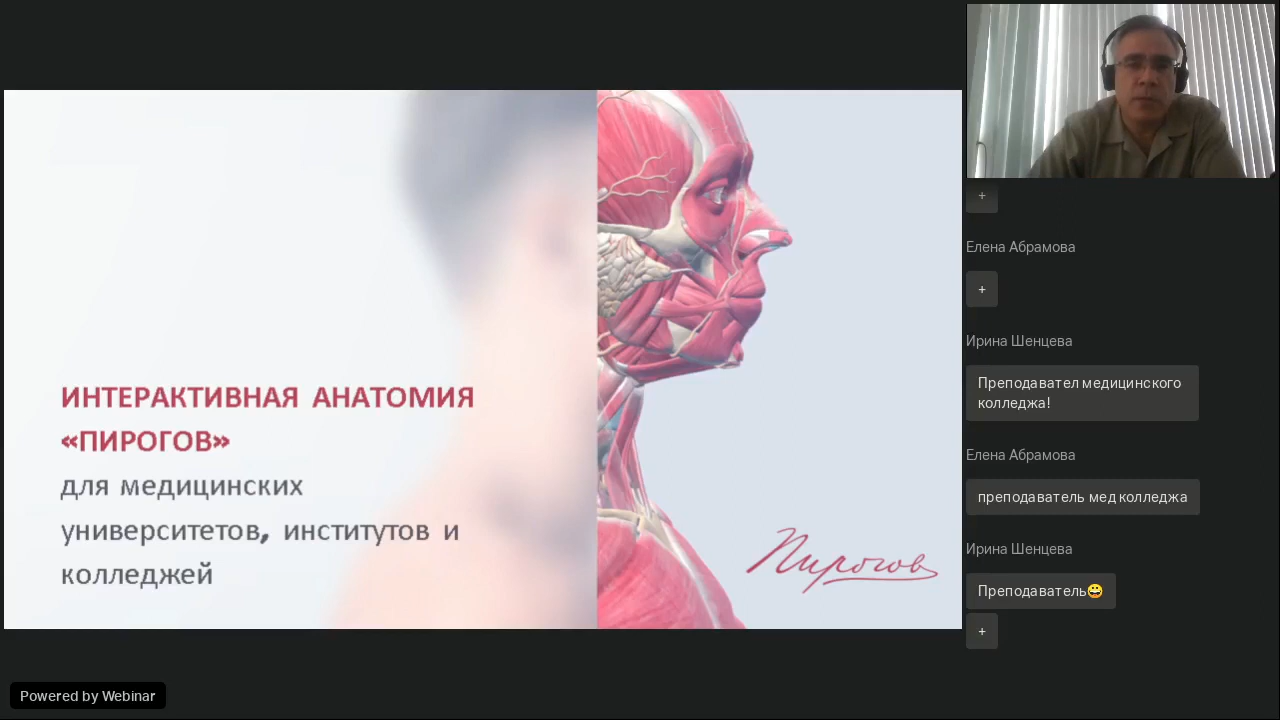 ИНТЕРАКТИВНАЯ АНАТОМИЯ
«ПИРОГОВ»
для медицинских
университетов, институтов и
колледжей
Пирогов
+
Елена Абрамова
+
Ирина Шенцева
Преподавател медицинского
колледжа!
Елена Абрамова
преподаватель мед колледжа
Ирина Шенцева
Преподаватель😀
+
Powered by Webinar